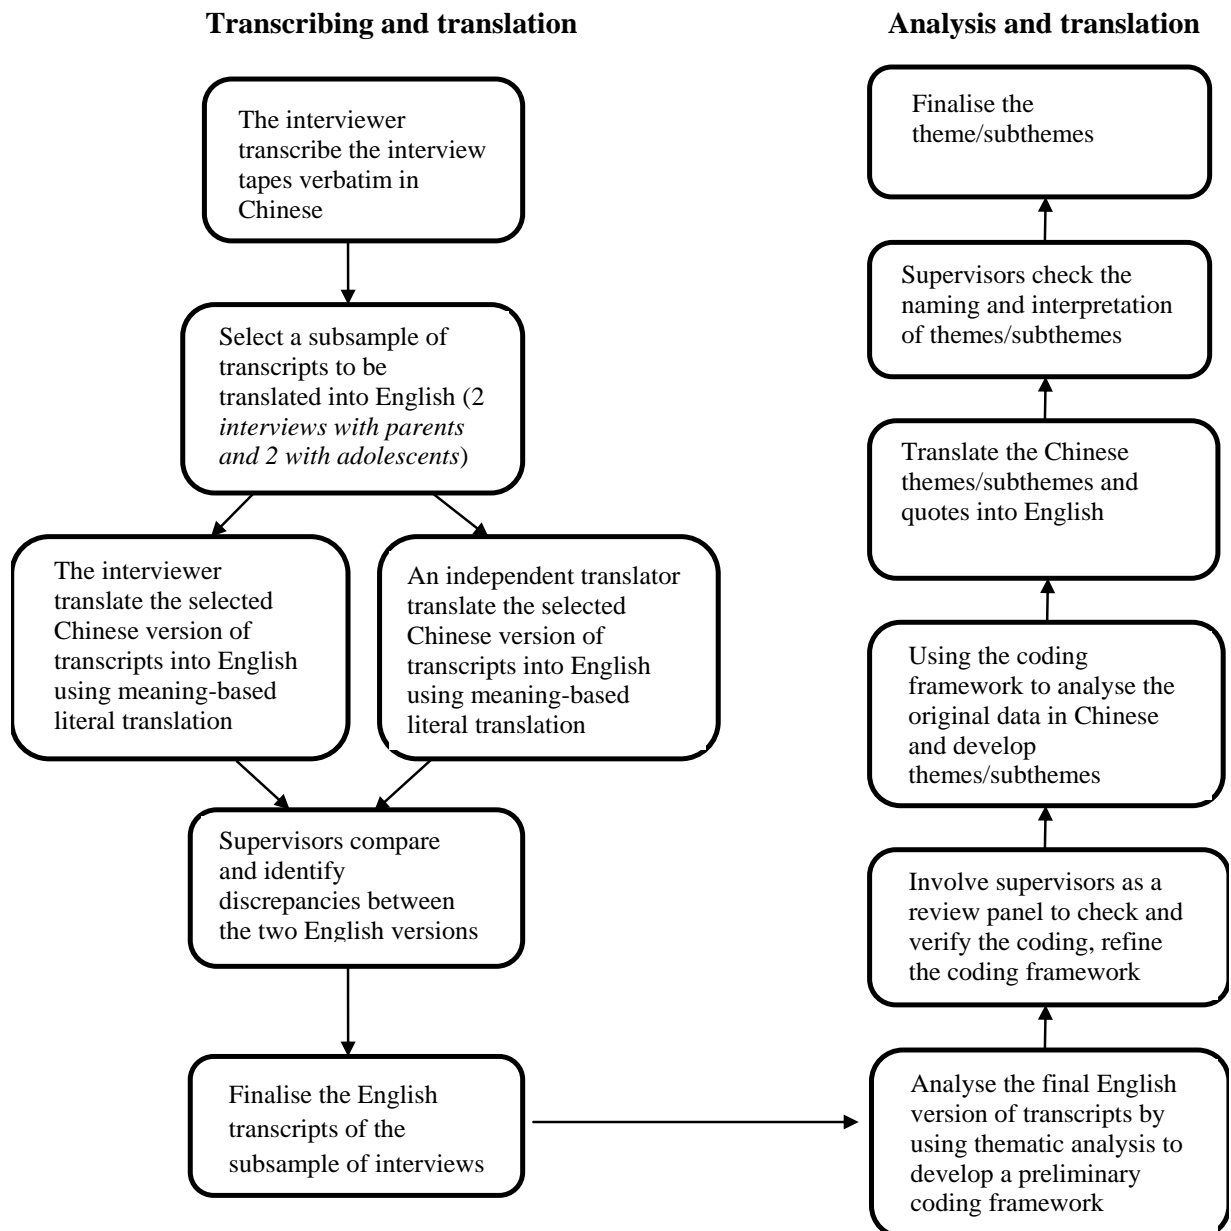 Transcribing and translation
The interviewer
transcribe the interview
tapes verbatim in
Chinese
Select a subsample of
transcripts to be
translated into English (2
interviews with parents
and 2 with adolescents)
The interviewer
translate the selected
Chinese version of
transcripts into English
using meaning-based
literal translation
An independent translator
translate the selected
Chinese version of
transcripts into English
using meaning-based
literal translation
Supervisors compare
and identify
discrepancies between
the two English versions
Finalise the English
transcripts of the
subsample of interviews
Analysis and translation
Finalise the
theme/subthemes
Supervisors check the
naming and interpretation
of themes/subthemes
Translate the Chinese
themes/subthemes and
quotes into English
Using the coding
framework to analyse the
original data in Chinese
and develop
themes/subthemes
Involve supervisors as a
review panel to check and
verify the coding, refine
the coding framework
Analyse the final English
version of transcripts by
using thematic analysis to
develop a preliminary
coding framework